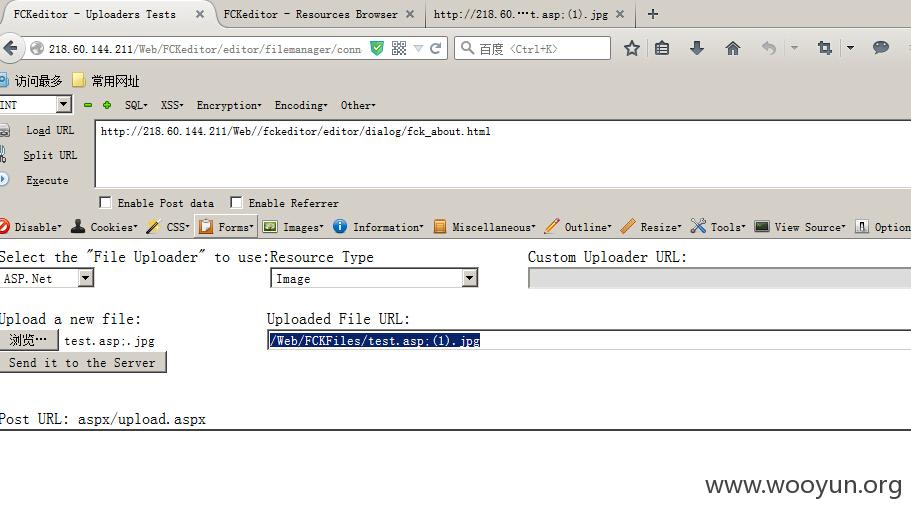 FCKeditor - Uploaders Tests × FCKeditor - Resources Browser × http://218.60.…t.asp;(1).jpg × +
218.60.144.211/Web/FCKeditor/editor/filemanager/conn 百度 <Ctrl+K>
访问最多 常用网址
INT SQL XSS Encryption Encoding Other
Load URL http://218.60.144.211/Web//fckeditor/editor/dialog/fck_about.html
Split URL
Execute
Enable Post data Enable Referrer
Disable Cookies CSS Forms Images Information Miscellaneous Outline Resize Tools View Source Option
Select the "File Uploader" to use: Resource Type Custom Uploader URL:
ASP.Net Image
Upload a new file: Uploaded File URL:
浏览… test.asp;.jpg /Web/FCKFiles/test.asp;(1).jpg
Send it to the Server
Post URL: aspx/upload.aspx
www.wooyun.org